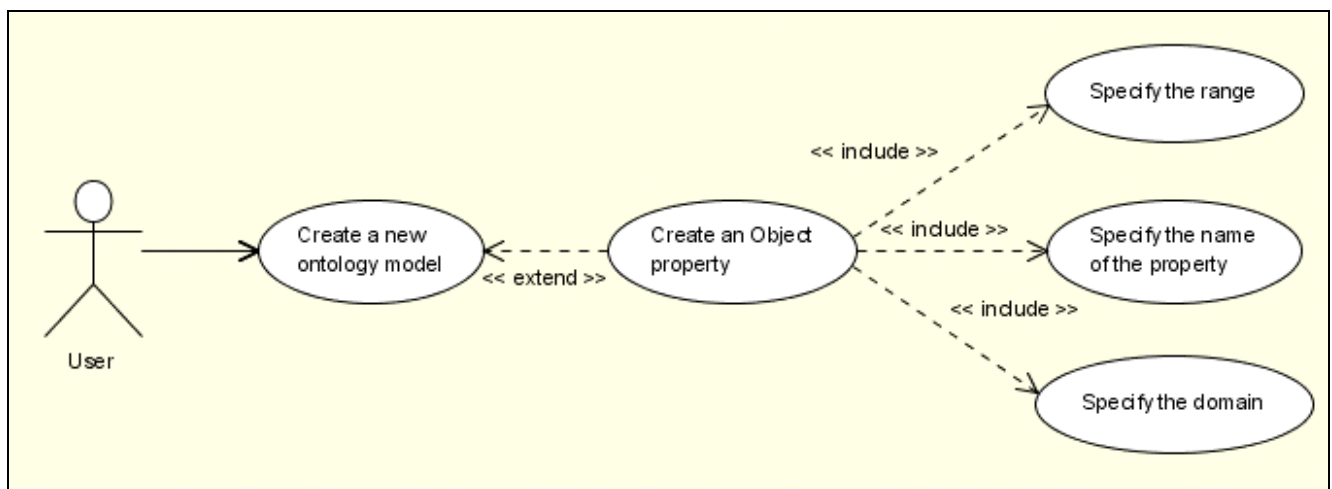 Specify the range
<< include >>
Create a new
ontology model
<< extend >>
Create an Object
property
<< include >>
Specify the name
of the property
<< include >>
User
Specify the domain